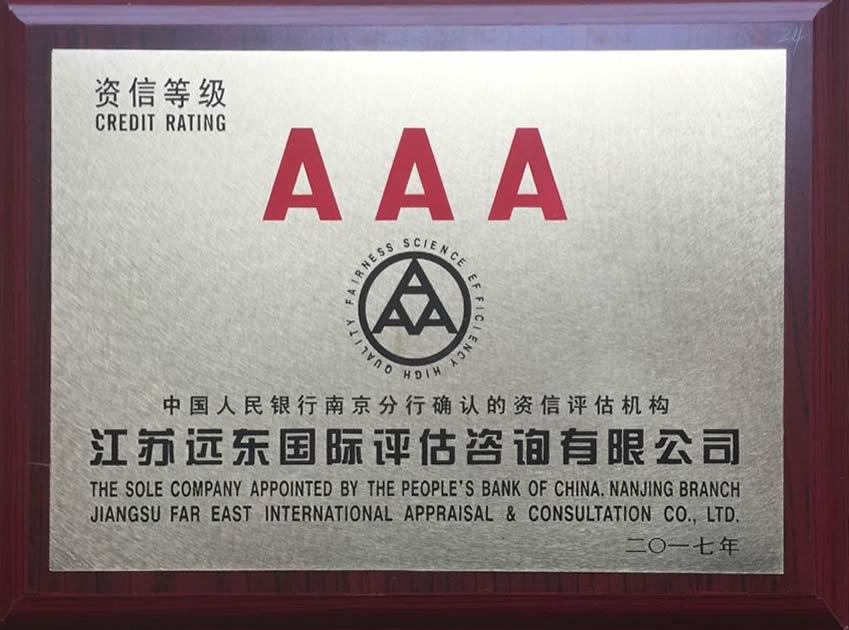 24
资信等级
CREDIT RATING
AAA
FAIRNESS SCIENCE EFFICIENCY HIGH QUALITY
AAA
中国人民银行南京分行确认的资信评估机构
江苏远东国际评估咨询有限公司
THE SOLE COMPANY APPOINTED BY THE PEOPLE'S BANK OF CHINA. NANJING BRANCH
JIANGSU FAR EAST INTERNATIONAL APPRAISAL & CONSULTATION CO., LTD.
二〇一七年